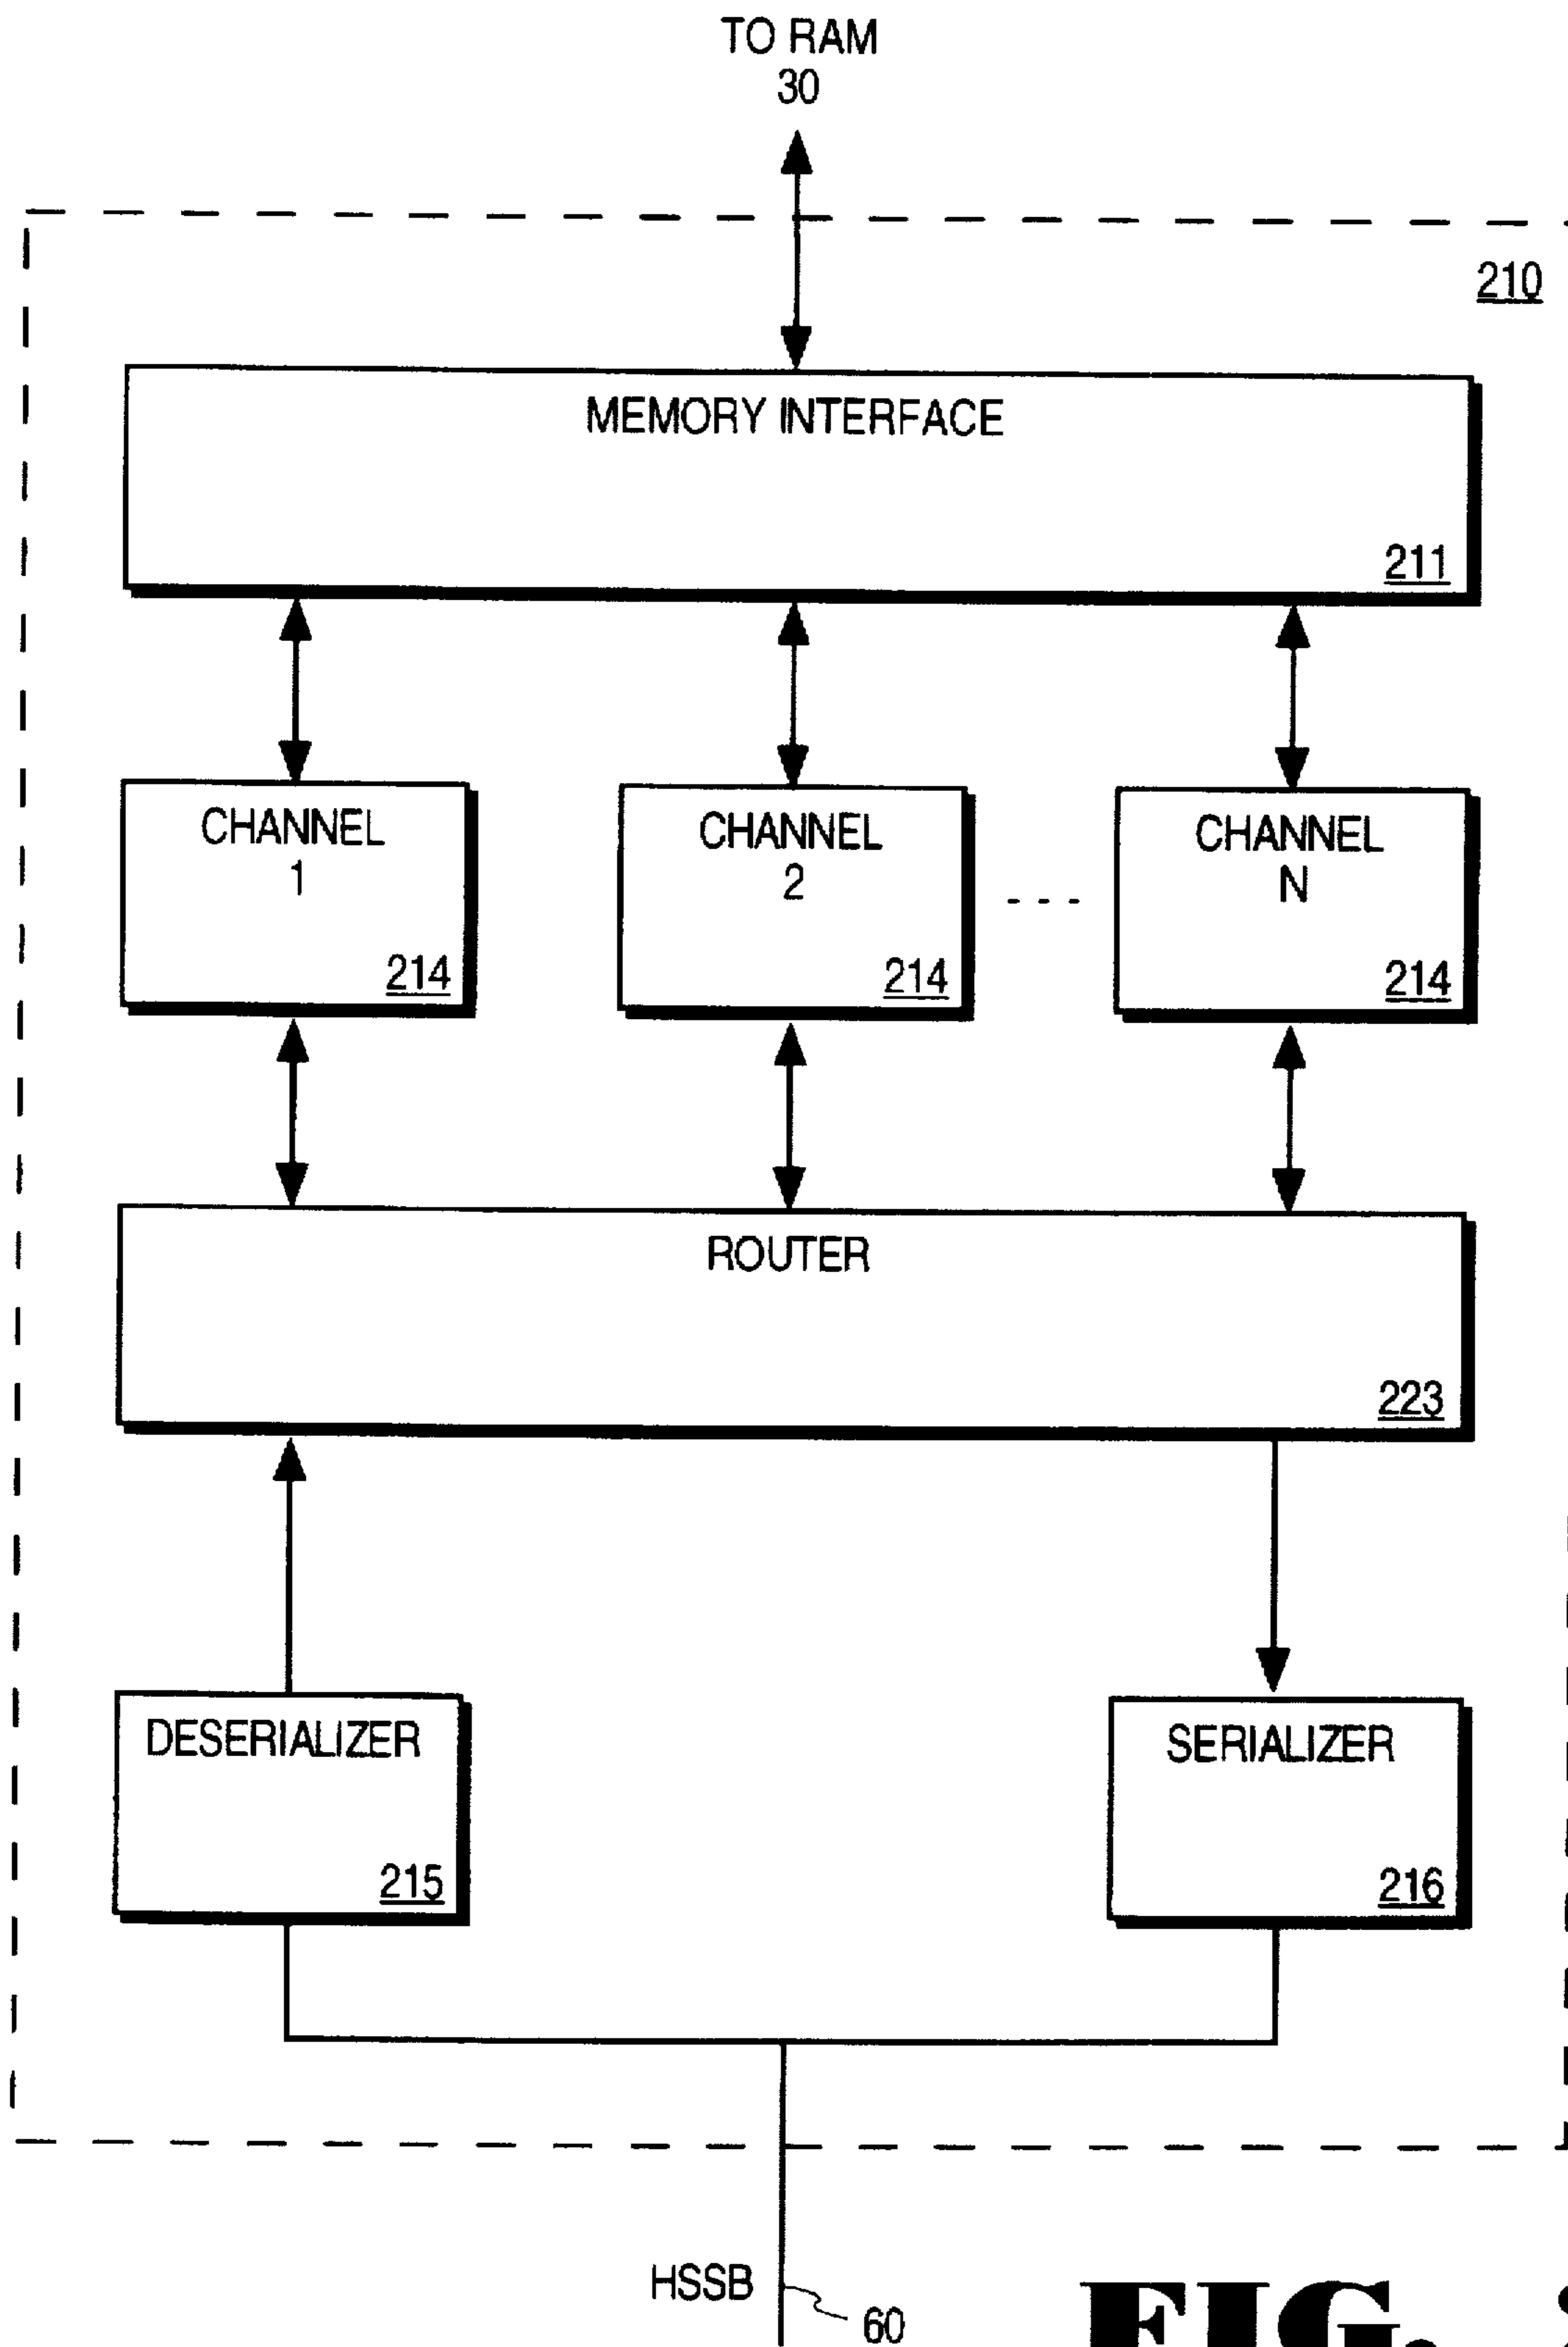 TO RAM
30
210
MEMORY INTERFACE
211
CHANNEL
1
214
CHANNEL
2
214
- - -
CHANNEL
N
214
ROUTER
223
DESERIALIZER
215
SERIALIZER
216
HSSB
60
FIG.